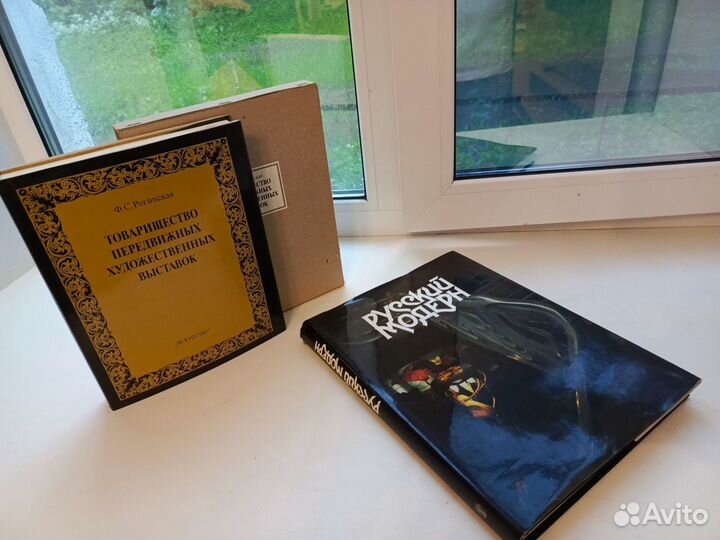 Ф. С. Рогинская
ТОВАРИЩЕСТВО
ПЕРЕДВИЖНЫХ
ХУДОЖЕСТВЕННЫХ
ВЫСТАВОК
ИСКУССТВО
РУССКИЙ
МОДЕРН
РУССКИЙ МОДЕРН
Avito